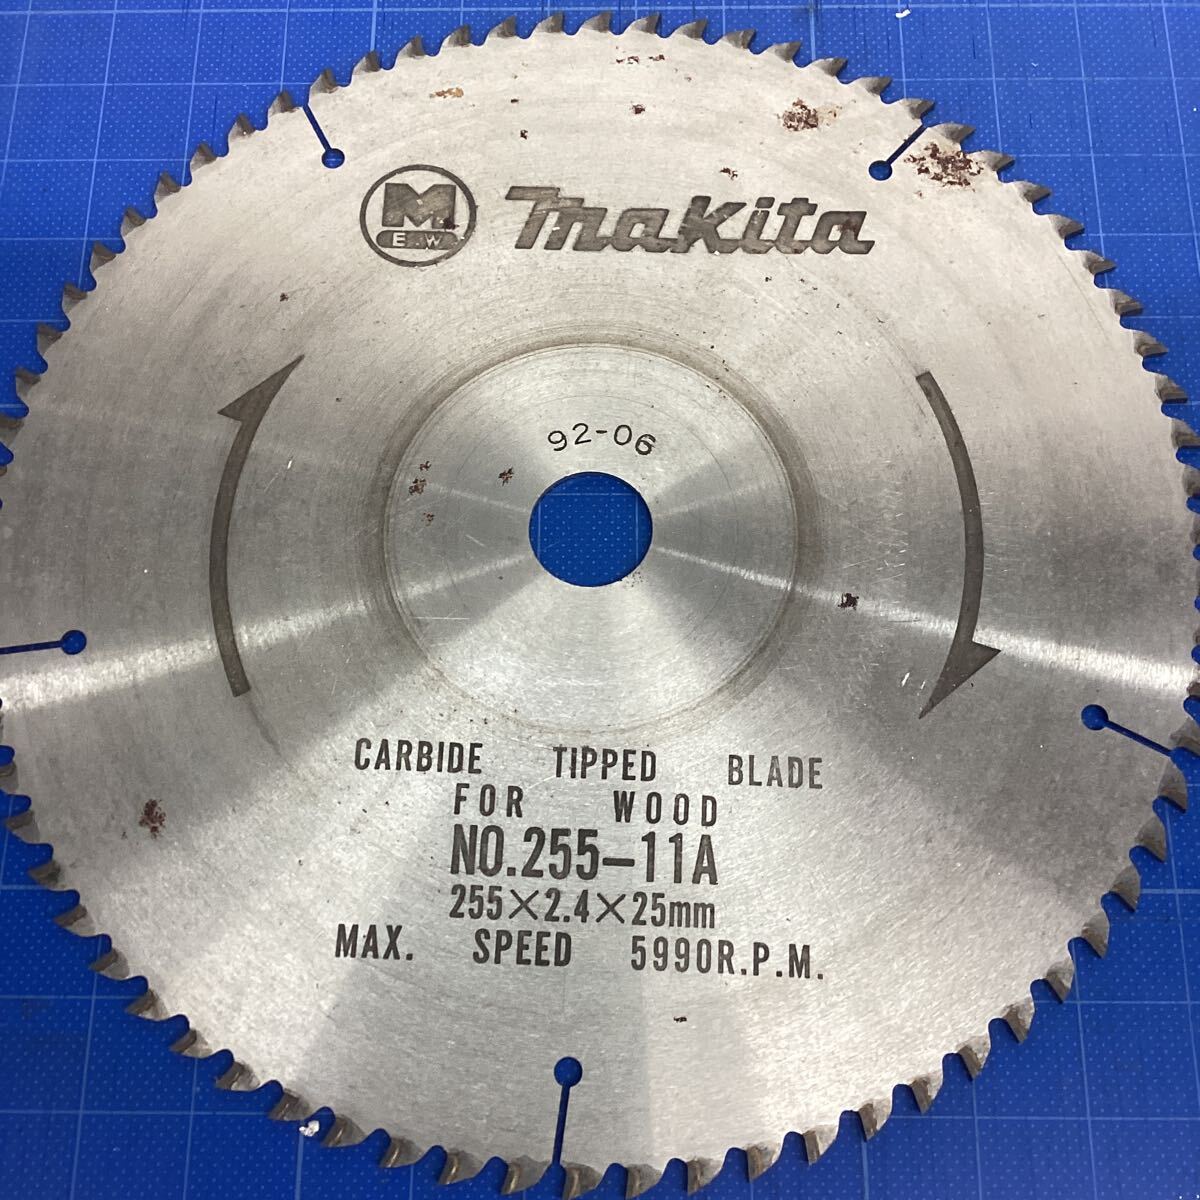 M
E.W
makita
92-06
CARBIDE TIPPED BLADE
FOR WOOD
NO.255-11A
255×2.4×25mm
MAX. SPEED 5990R.P.M.